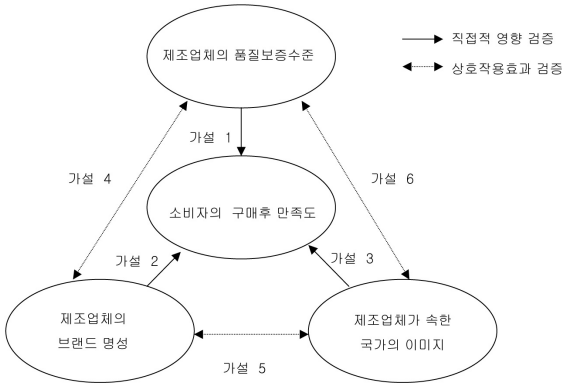 제조업체의 품질보증수준
직접적 영향 검증
상호작용효과 검증
가설 1
가설 4
가설 6
소비자의 구매후 만족도
가설 2
가설 3
제조업체의
브랜드 명성
제조업체가 속한
국가의 이미지
가설 5